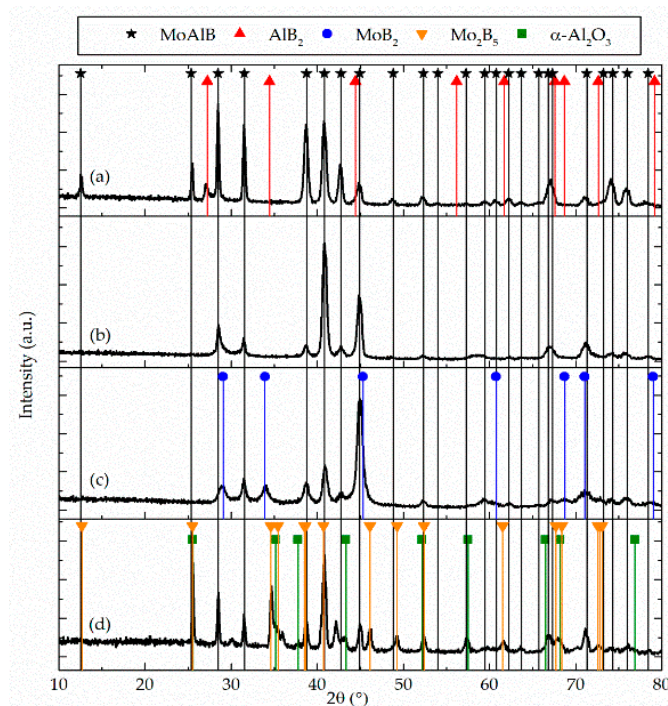 MoAlB AlB₂ MoB₂ Mo₂B₅ α-Al₂O₃
(a)
(b)
Intensity (a.u.)
(c)
(d)
10 20 30 40 50 60 70 80
2θ (°)